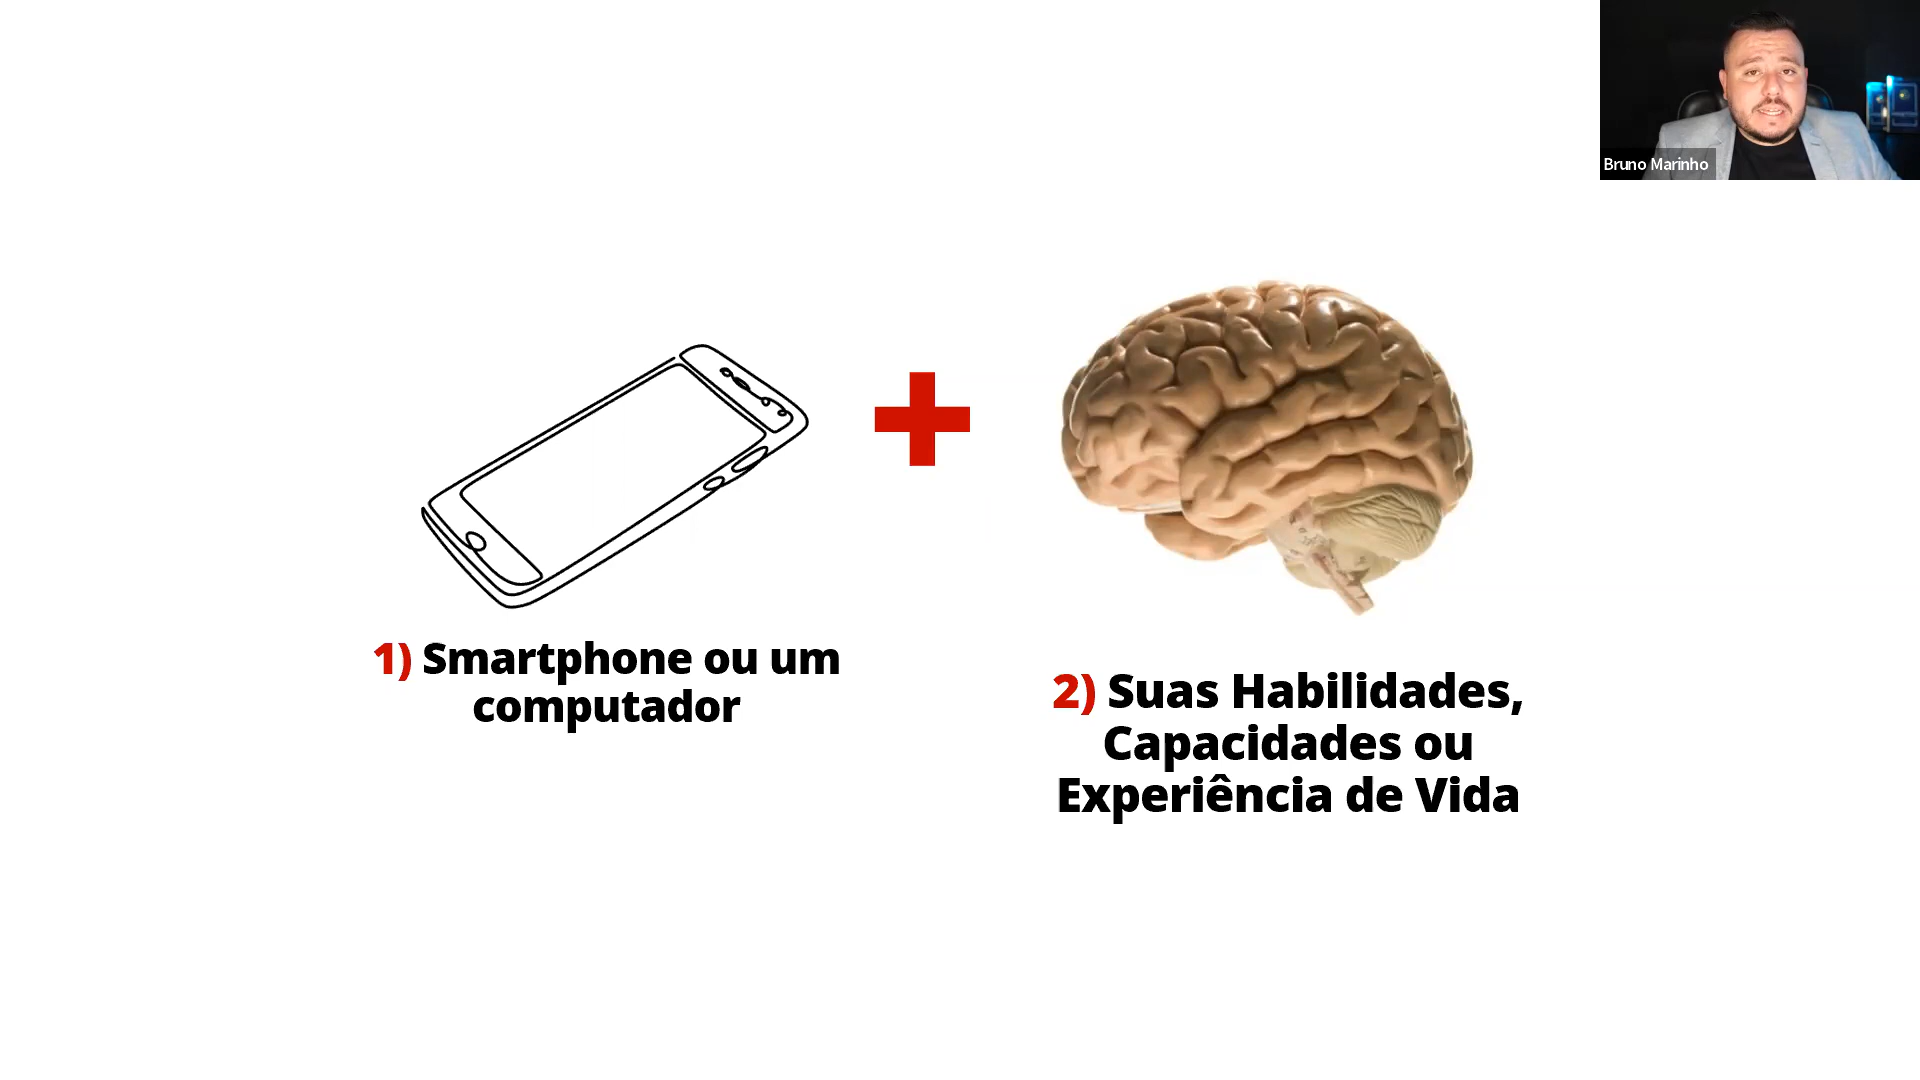 Bruno Marinho
1) Smartphone ou um
computador
2) Suas Habilidades,
Capacidades ou
Experiência de Vida